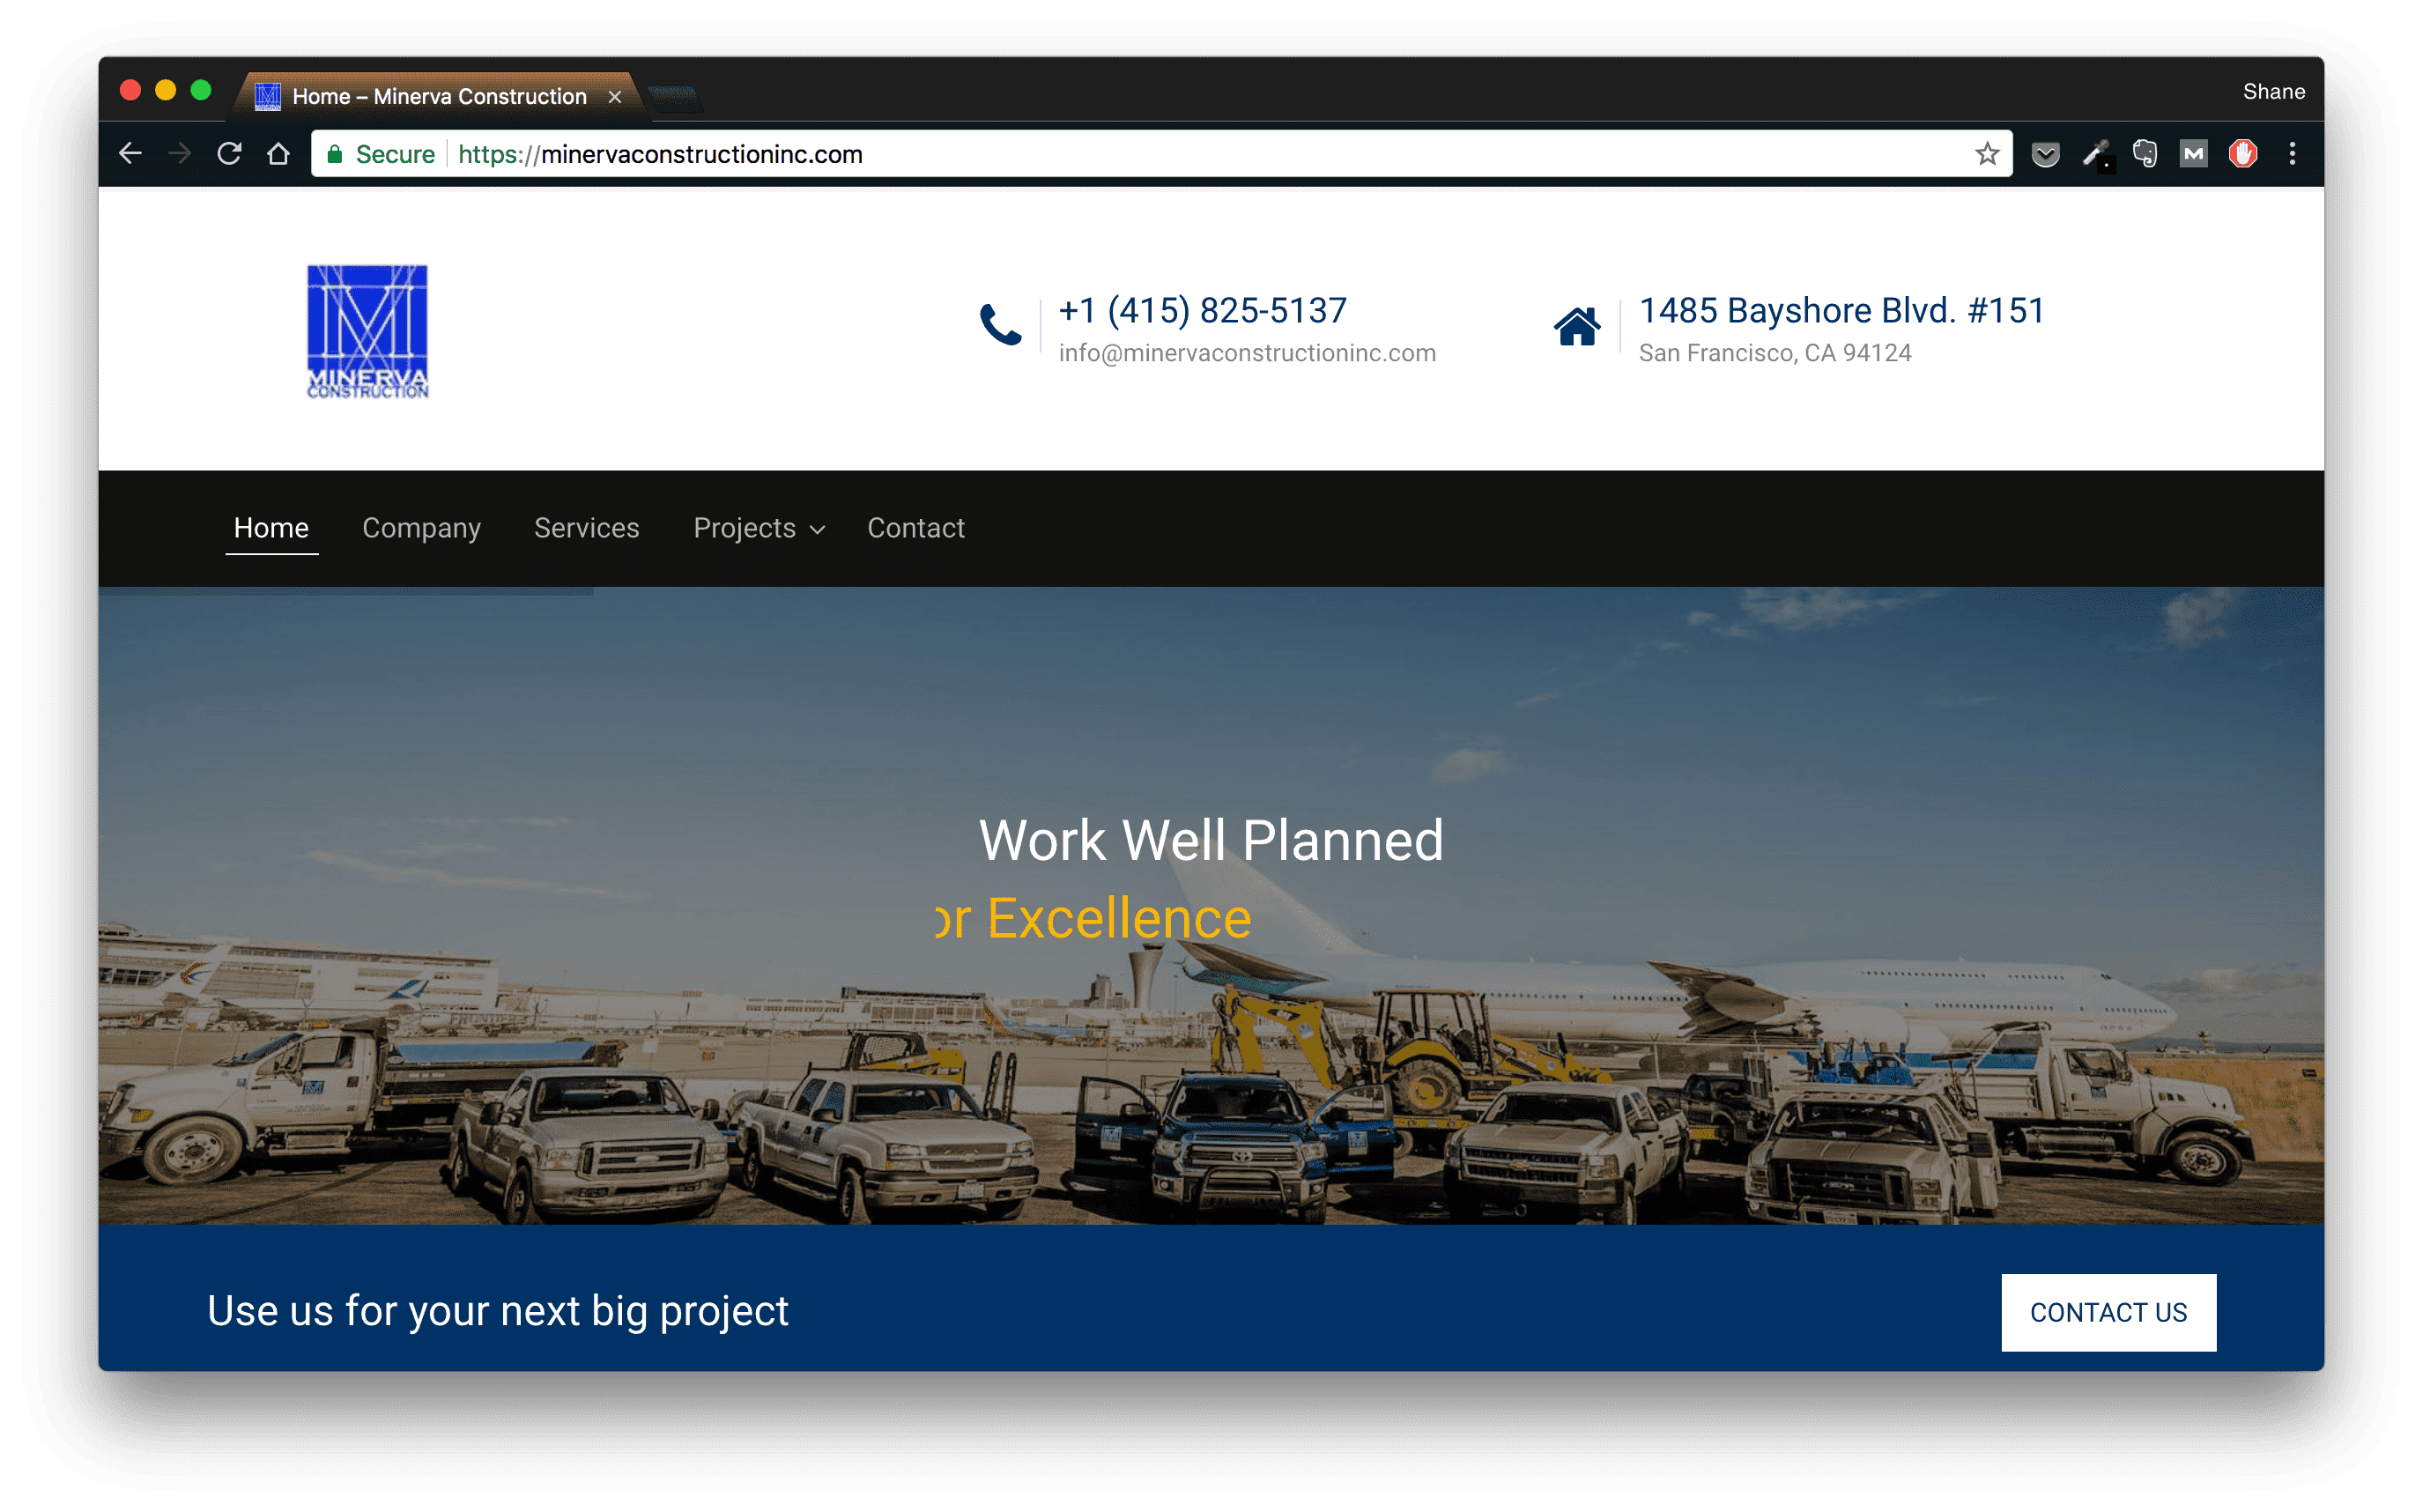 Home – Minerva Construction
Shane
Secure https://minervaconstructioninc.com
MINERVA
CONSTRUCTION
+1 (415) 825-5137
info@minervaconstructioninc.com
1485 Bayshore Blvd. #151
San Francisco, CA 94124
Home Company Services Projects Contact
Work Well Planned
or Excellence
Use us for your next big project
CONTACT US